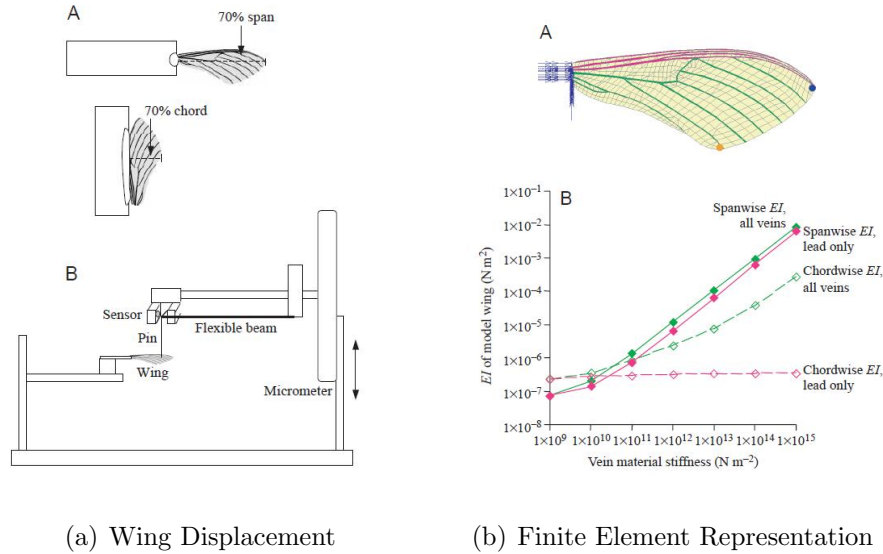 A
70% span
70% chord
B
Sensor
Pin
Flexible beam
Wing
Micrometer
(a) Wing Displacement
A
B
EI of model wing (N m²)
1×10⁻¹
1×10⁻²
1×10⁻³
1×10⁻⁴
1×10⁻⁵
1×10⁻⁶
1×10⁻⁷
1×10⁻⁸
Spanwise EI,
all veins
Spanwise EI,
lead only
Chordwise EI,
all veins
Chordwise EI,
lead only
1×10⁹ 1×10¹⁰ 1×10¹¹ 1×10¹² 1×10¹³ 1×10¹⁴ 1×10¹⁵
Vein material stiffness (N m⁻²)
(b) Finite Element Representation